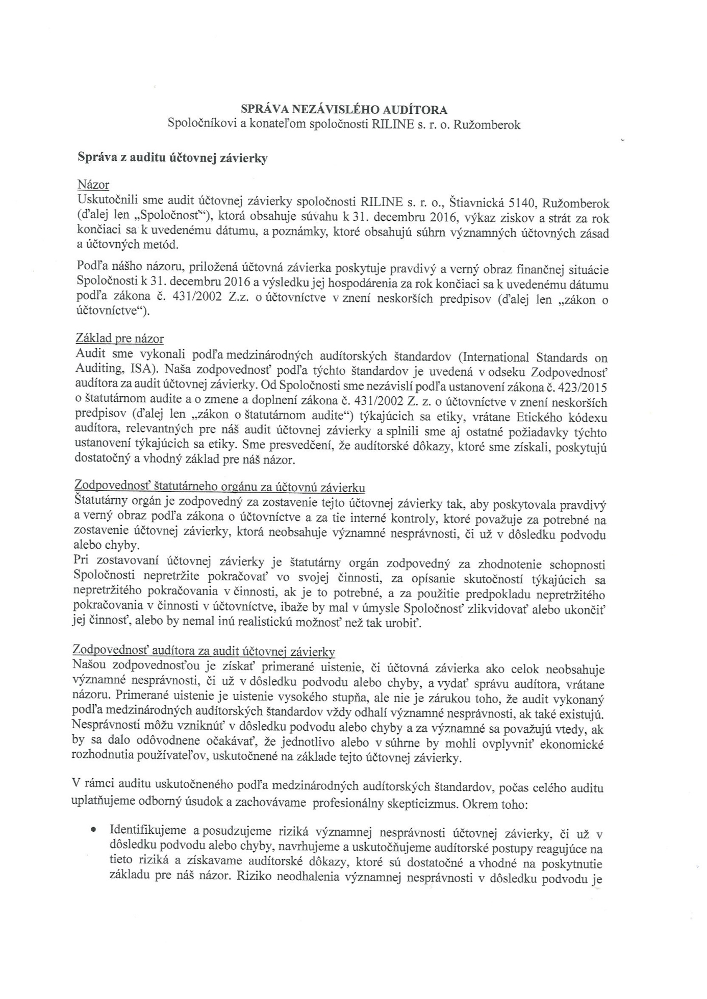 SPRÁVA NEZÁVISLÉHO AUDÍTORA
Spoločníkovi a konateľom spoločnosti RILINE s. r. o. Ružomberok
Správa z auditu účtovnej závierky
Názor
Uskutočnili sme audit účtovnej závierky spoločnosti RILINE s. r. o., Štiavnická 5140, Ružomberok
(ďalej len „Spoločnosť“), ktorá obsahuje súvahu k 31. decembru 2016, výkaz ziskov a strát za rok
končiaci sa k uvedenému dátumu, a poznámky, ktoré obsahujú súhrn významných účtovných zásad
a účtovných metód.
Podľa nášho názoru, priložená účtovná závierka poskytuje pravdivý a verný obraz finančnej situácie
Spoločnosti k 31. decembru 2016 a výsledku jej hospodárenia za rok končiaci sa k uvedenému dátumu
podľa zákona č. 431/2002 Z.z. o účtovníctve v znení neskorších predpisov (ďalej len „zákon o
účtovníctve“).
Základ pre názor
Audit sme vykonali podľa medzinárodných audítorských štandardov (International Standards on
Auditing, ISA). Naša zodpovednosť podľa týchto štandardov je uvedená v odseku Zodpovednosť
audítora za audit účtovnej závierky. Od Spoločnosti sme nezávislí podľa ustanovení zákona č. 423/2015
o štatutárnom audite a o zmene a doplnení zákona č. 431/2002 Z. z. o účtovníctve v znení neskorších
predpisov (ďalej len „zákon o štatutárnom audite“) týkajúcich sa etiky, vrátane Etického kódexu
audítora, relevantných pre náš audit účtovnej závierky a splnili sme aj ostatné požiadavky týchto
ustanovení týkajúcich sa etiky. Sme presvedčení, že audítorské dôkazy, ktoré sme získali, poskytujú
dostatočný a vhodný základ pre náš názor.
Zodpovednosť štatutárneho orgánu za účtovnú závierku
Štatutárny orgán je zodpovedný za zostavenie tejto účtovnej závierky tak, aby poskytovala pravdivý
a verný obraz podľa zákona o účtovníctve a za tie interné kontroly, ktoré považuje za potrebné na
zostavenie účtovnej závierky, ktorá neobsahuje významné nesprávnosti, či už v dôsledku podvodu
alebo chyby.
Pri zostavovaní účtovnej závierky je štatutárny orgán zodpovedný za zhodnotenie schopnosti
Spoločnosti nepretržite pokračovať vo svojej činnosti, za opísanie skutočností týkajúcich sa
nepretržitého pokračovania v činnosti, ak je to potrebné, a za použitie predpokladu nepretržitého
pokračovania v činnosti v účtovníctve, ibaže by mal v úmysle Spoločnosť zlikvidovať alebo ukončiť
jej činnosť, alebo by nemal inú realistickú možnosť než tak urobiť.
Zodpovednosť audítora za audit účtovnej závierky
Našou zodpovednosťou je získať primerané uistenie, či účtovná závierka ako celok neobsahuje
významné nesprávnosti, či už v dôsledku podvodu alebo chyby, a vydať správu audítora, vrátane
názoru. Primerané uistenie je uistenie vysokého stupňa, ale nie je zárukou toho, že audit vykonaný
podľa medzinárodných audítorských štandardov vždy odhalí významné nesprávnosti, ak také existujú.
Nesprávnosti môžu vzniknúť v dôsledku podvodu alebo chyby a za významné sa považujú vtedy, ak
by sa dalo odôvodnene očakávať, že jednotlivo alebo v súhrne by mohli ovplyvniť ekonomické
rozhodnutia používateľov, uskutočnené na základe tejto účtovnej závierky.
V rámci auditu uskutočneného podľa medzinárodných audítorských štandardov, počas celého auditu
uplatňujeme odborný úsudok a zachovávame profesionálny skepticizmus. Okrem toho:
• Identifikujeme a posudzujeme riziká významnej nesprávnosti účtovnej závierky, či už v
dôsledku podvodu alebo chyby, navrhujeme a uskutočňujeme audítorské postupy reagujúce na
tieto riziká a získavame audítorské dôkazy, ktoré sú dostatočné a vhodné na poskytnutie
základu pre náš názor. Riziko neodhalenia významnej nesprávnosti v dôsledku podvodu je